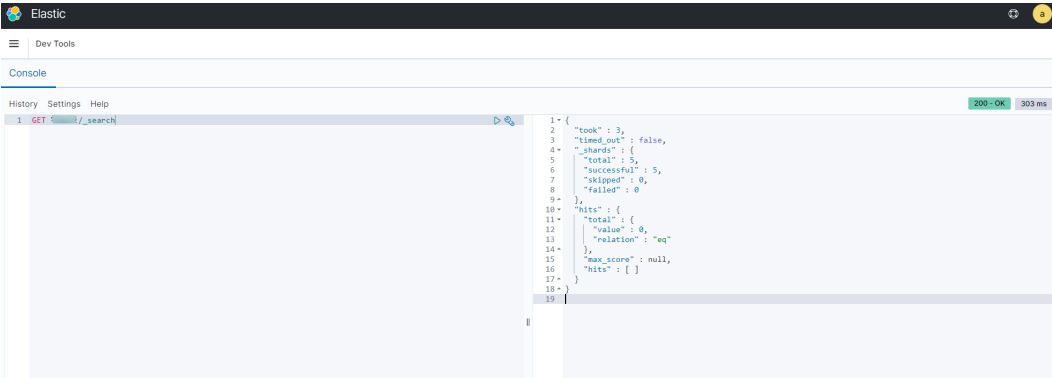 Elastic
a
Dev Tools
Console
History Settings Help
200 - OK 303 ms
1 GET /_search
1 {
2 "took" : 3,
3 "timed_out" : false,
4 "_shards" : {
5 "total" : 5,
6 "successful" : 5,
7 "skipped" : 0,
8 "failed" : 0
9 },
10 "hits" : {
11 "total" : {
12 "value" : 0,
13 "relation" : "eq"
14 },
15 "max_score" : null,
16 "hits" : [ ]
17 }
18 }
19